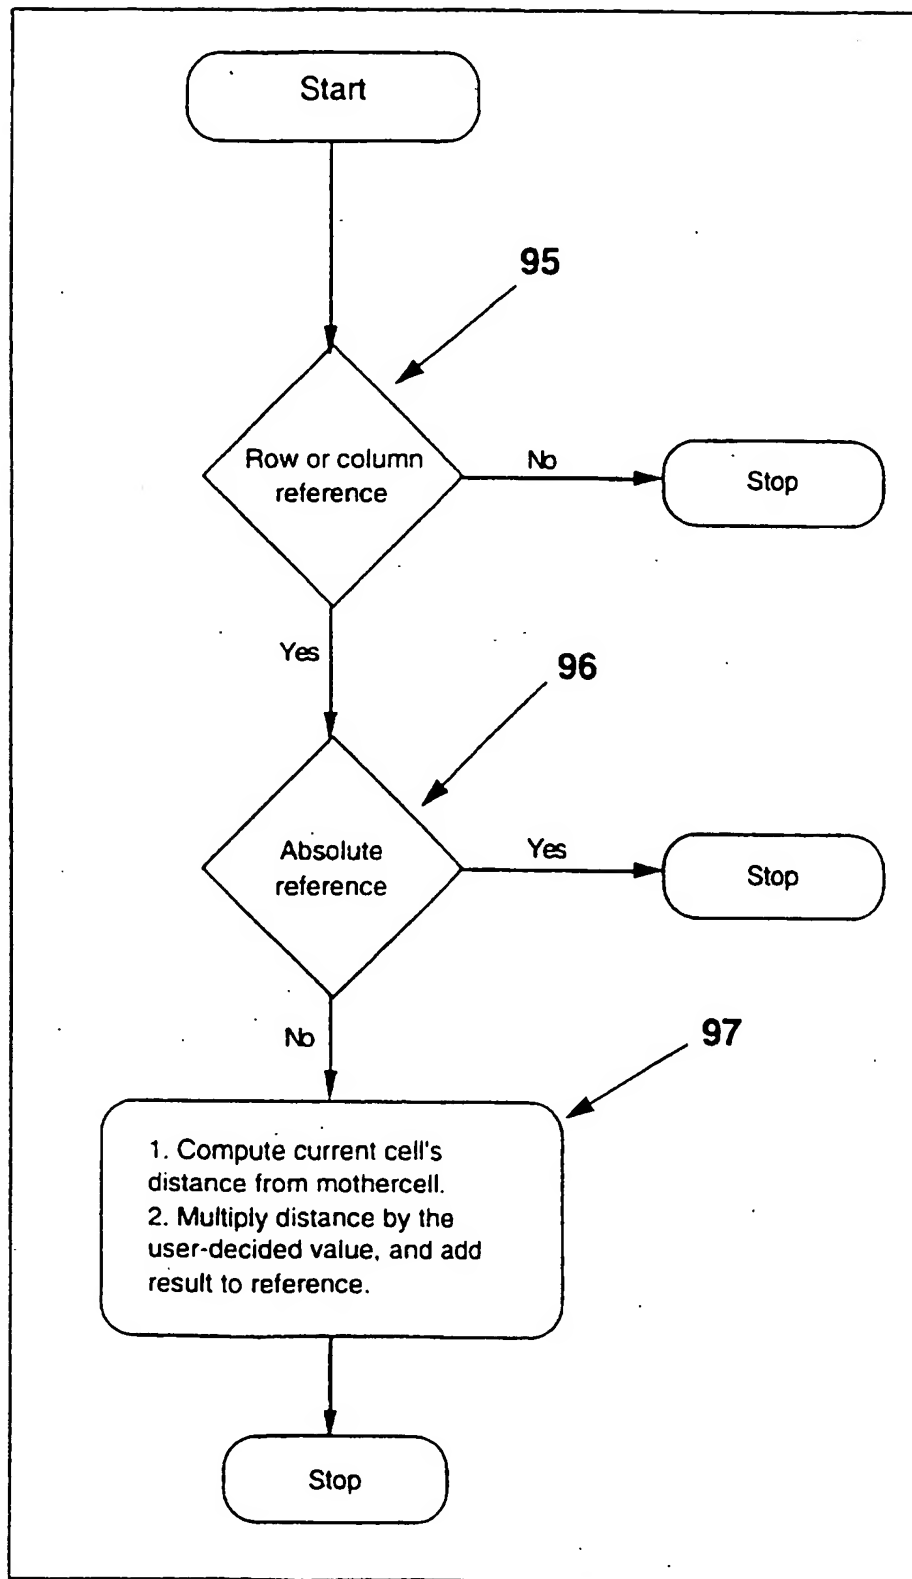 Start
95
Row or column
reference
No
Stop
Yes
96
Absolute
reference
Yes
Stop
No
97
1. Compute current cell's
distance from mothercell.
2. Multiply distance by the
user-decided value, and add
result to reference.
Stop